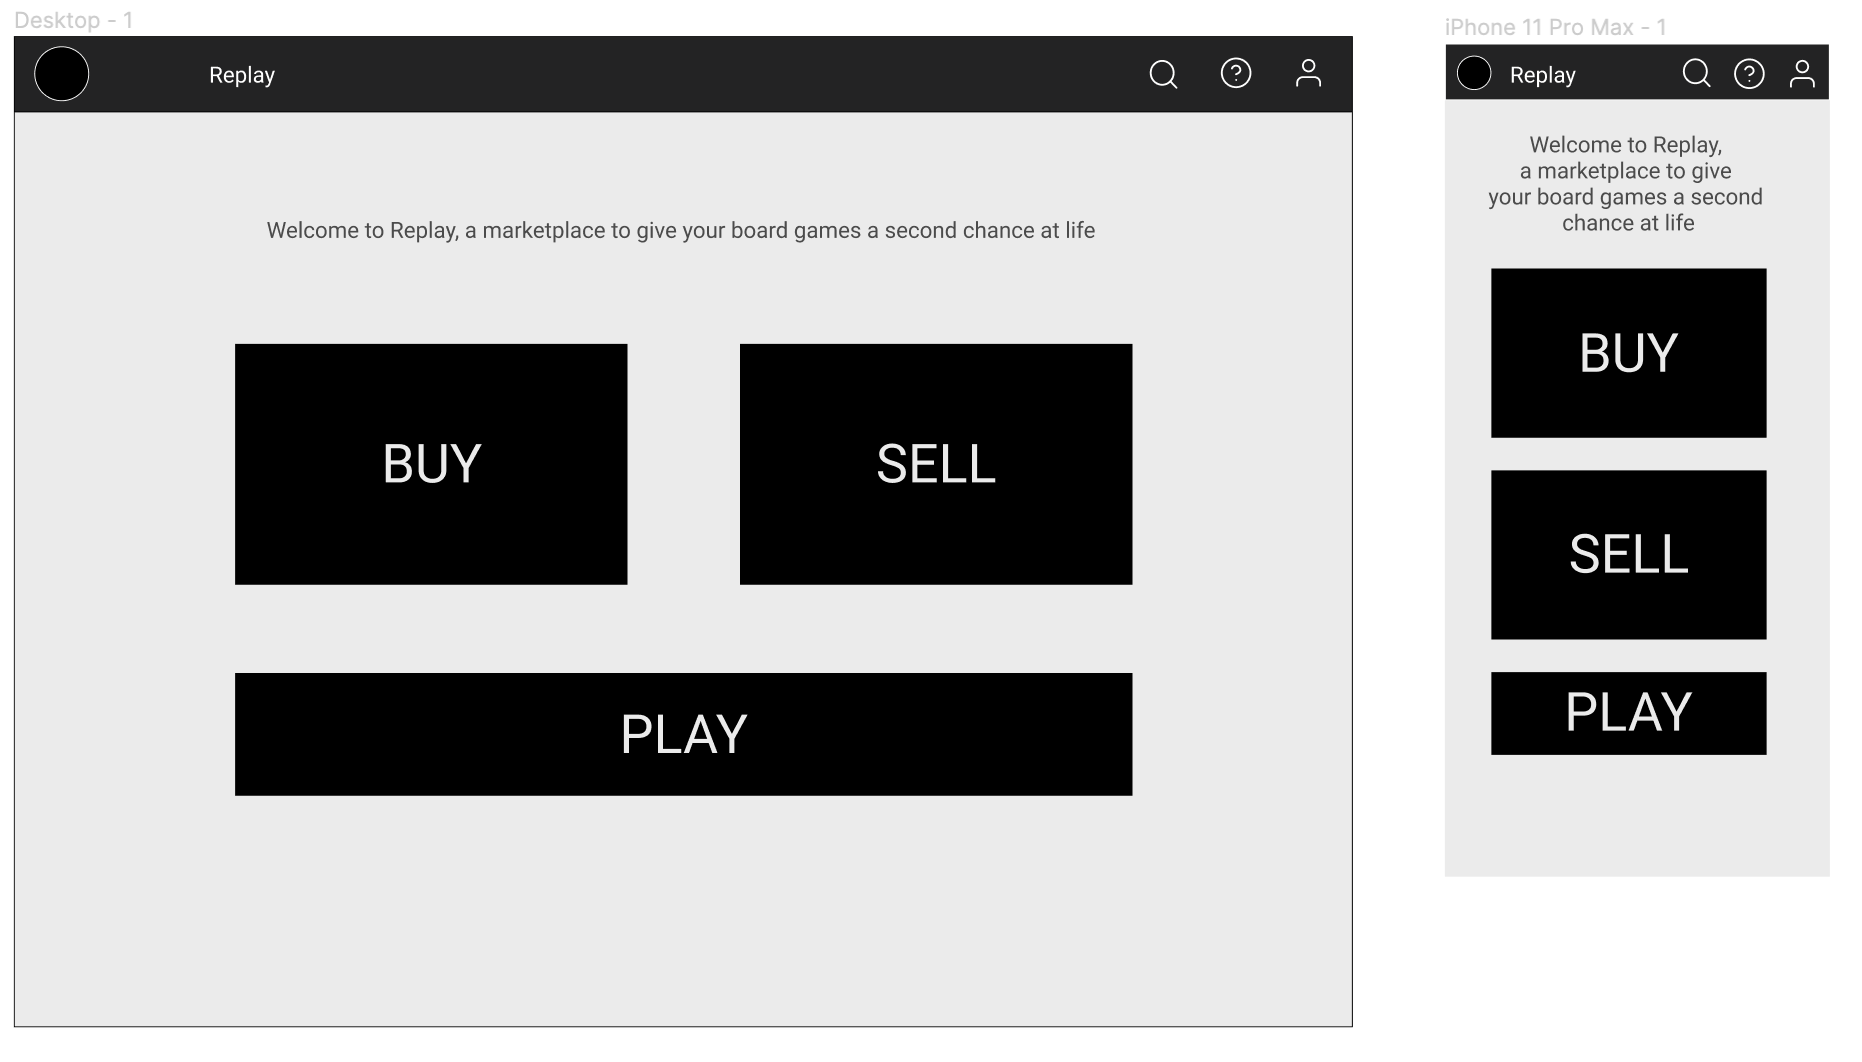 Desktop - 1
Replay
Welcome to Replay, a marketplace to give your board games a second chance at life
BUY
SELL
PLAY
iPhone 11 Pro Max - 1
Replay
Welcome to Replay,
a marketplace to give
your board games a second
chance at life
BUY
SELL
PLAY